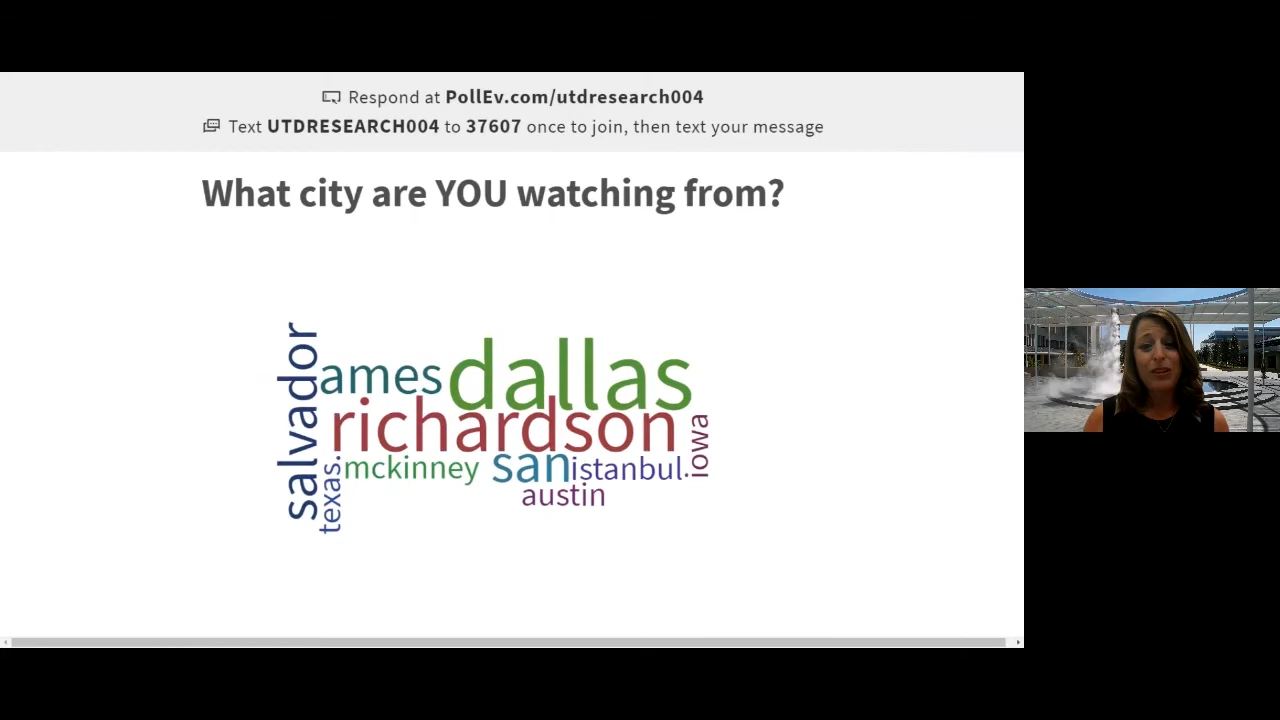 Respond at PollEv.com/utdresearch004
Text UTDRESEARCH004 to 37607 once to join, then text your message
What city are YOU watching from?
salvador
ames
dallas
richardson
iowa
texas.
mckinney
san
istanbul.
austin